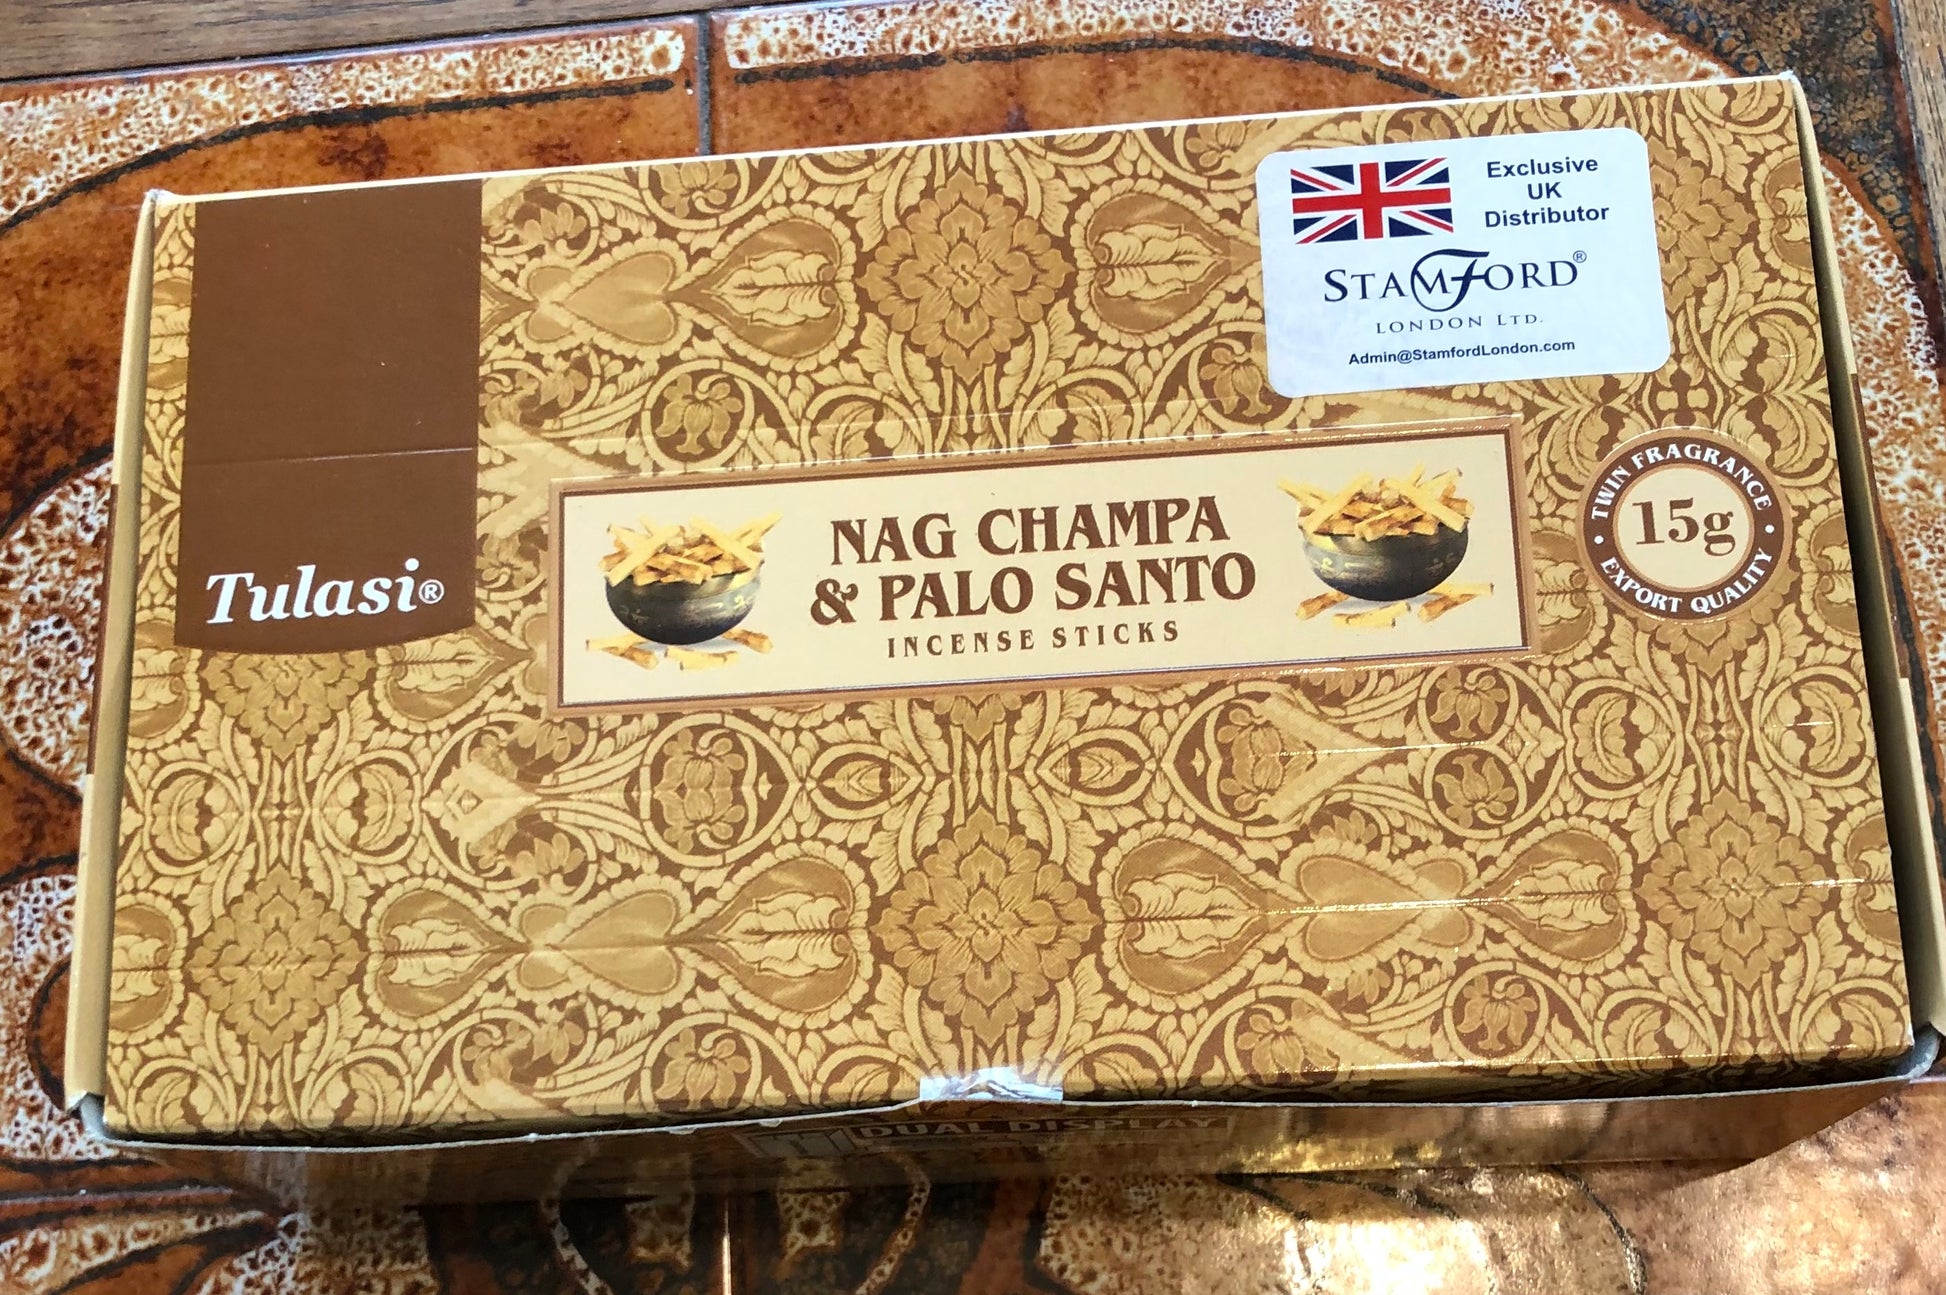 Exclusive
UK
Distributor
STAMFORD®
LONDON LTD.
Admin@StamfordLondon.com
Tulasi®
NAG CHAMPA
& PALO SANTO
INCENSE STICKS
TWIN FRAGRANCE
15g
• EXPORT QUALITY •
DUAL DISPLAY